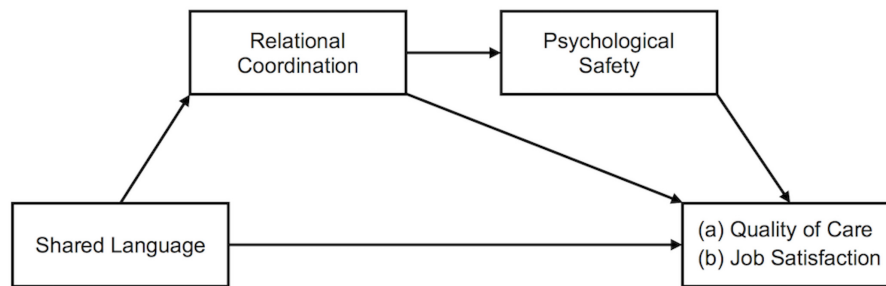 Relational
Coordination
Psychological
Safety
Shared Language
(a) Quality of Care
(b) Job Satisfaction